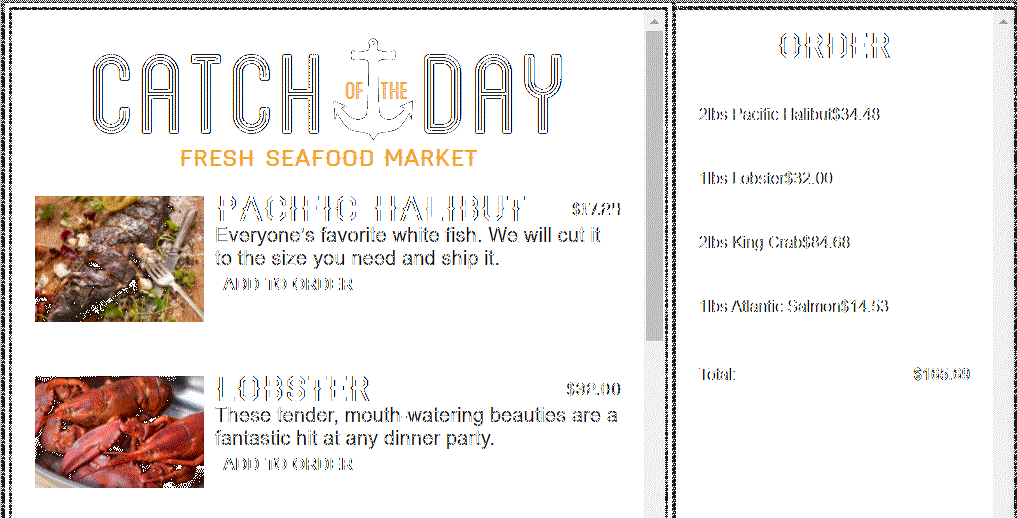 CATCH OF THE DAY
FRESH SEAFOOD MARKET
PACIFIC HALIBUT $17.24
Everyone's favorite white fish. We will cut it
to the size you need and ship it.
ADD TO ORDER
LOBSTER $32.00
These tender, mouth-watering beauties are a
fantastic hit at any dinner party.
ADD TO ORDER
ORDER
2lbs Pacific Halibut$34.48
1lbs Lobster$32.00
2lbs King Crab$84.68
1lbs Atlantic Salmon$14.53
Total: $165.69